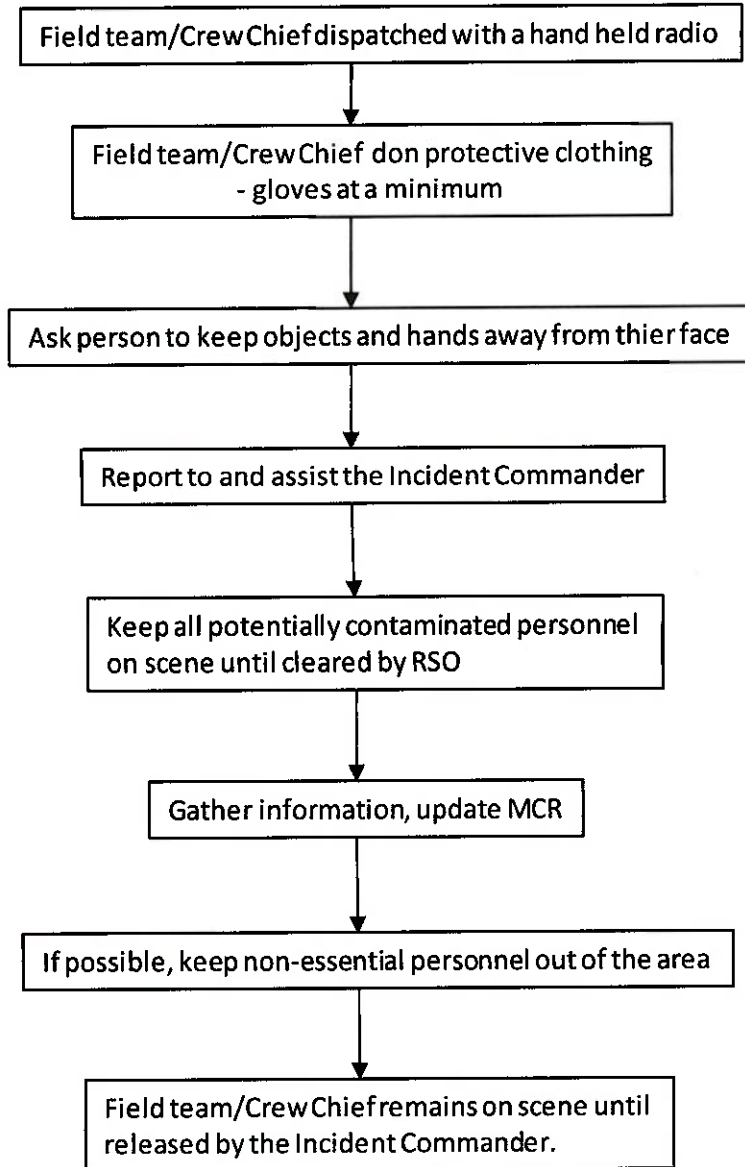 Field team/Crew Chief dispatched with a hand held radio
Field team/Crew Chief don protective clothing
- gloves at a minimum
Ask person to keep objects and hands away from thier face
Report to and assist the Incident Commander
Keep all potentially contaminated personnel
on scene until cleared by RSO
Gather information, update MCR
If possible, keep non-essential personnel out of the area
Field team/Crew Chief remains on scene until
released by the Incident Commander.